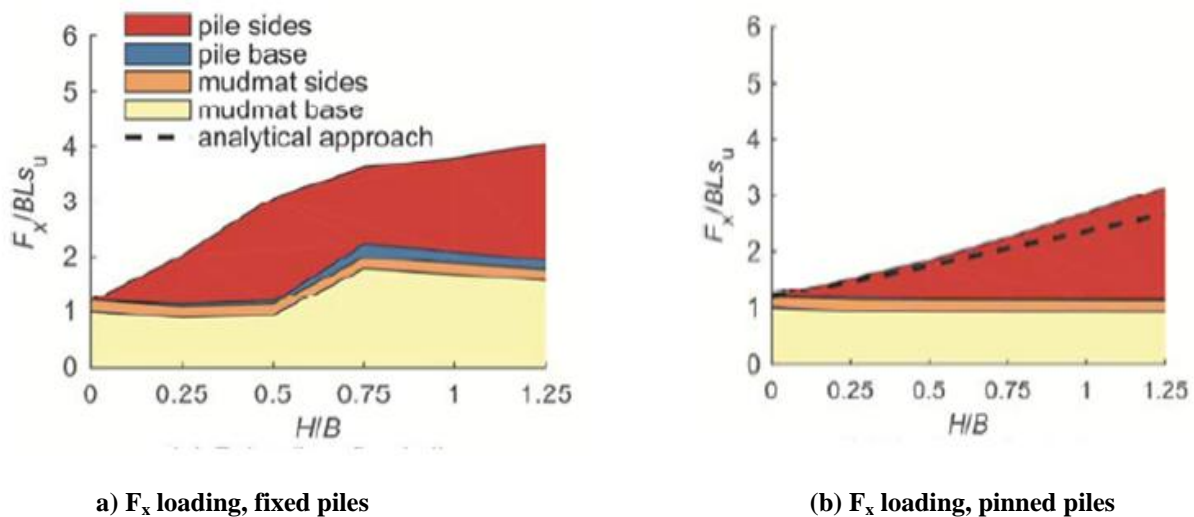 6
5
4
3
2
1
0
F_x/BLs_u
pile sides
pile base
mudmat sides
mudmat base
analytical approach
0 0.25 0.5 0.75 1 1.25
H/B
6
5
4
3
2
1
0
F_x/BLs_u
0 0.25 0.5 0.75 1 1.25
H/B
a) F_x loading, fixed piles
(b) F_x loading, pinned piles